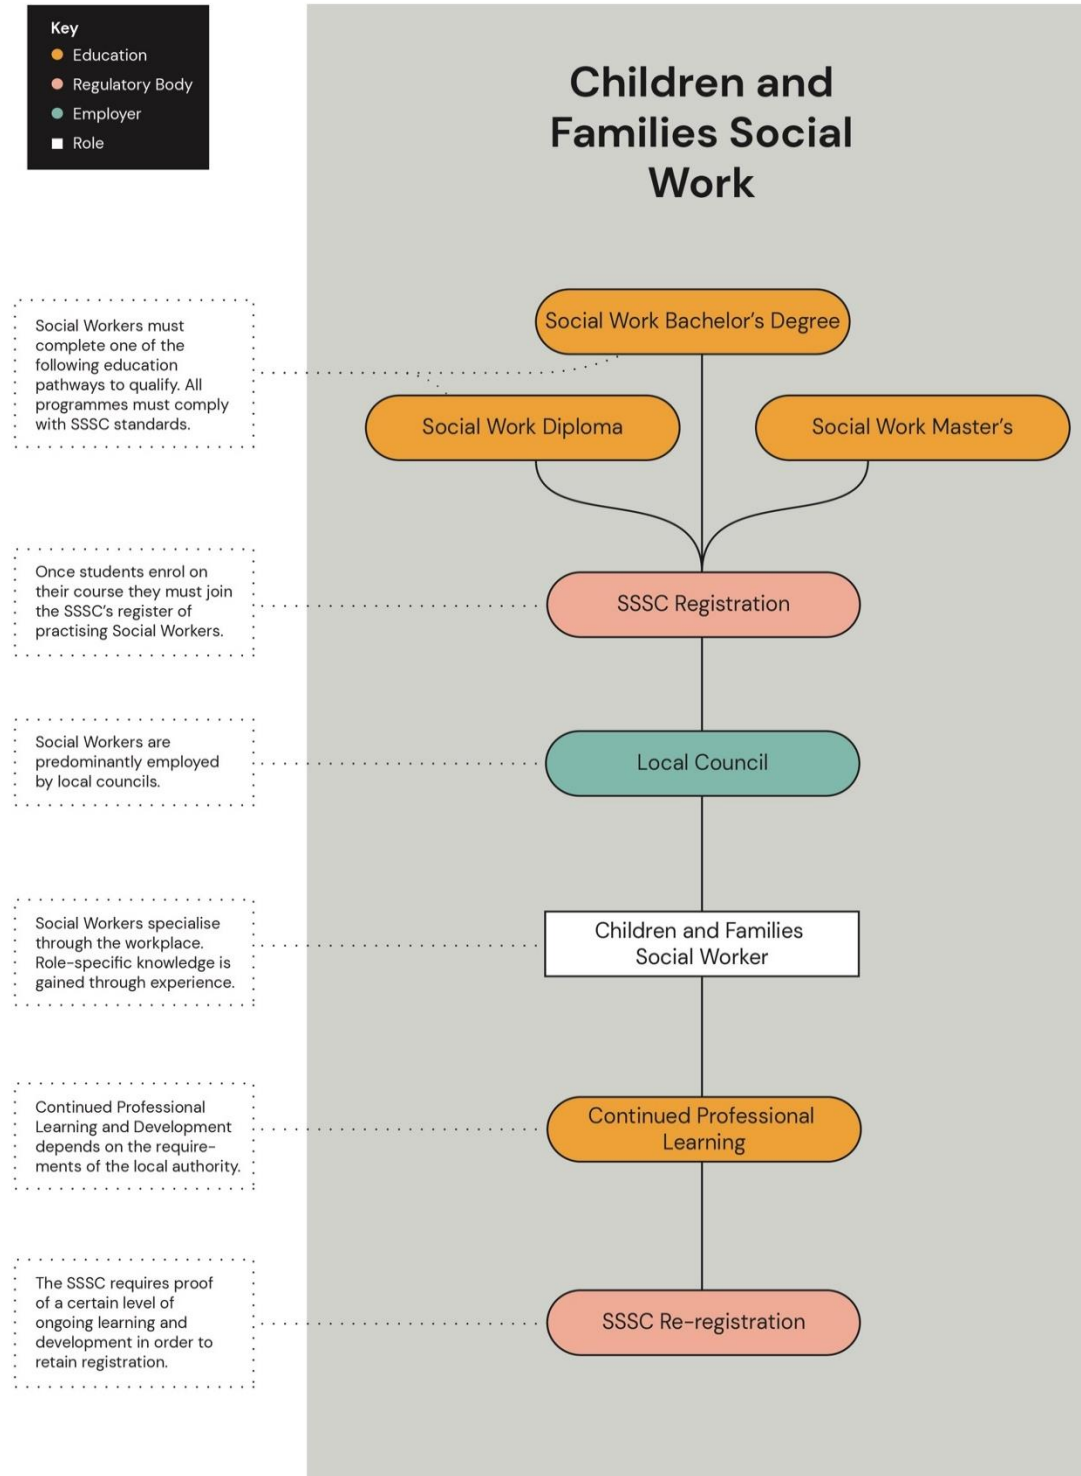 Key
Education
Regulatory Body
Employer
Role
Children and
Families Social
Work
Social Workers must
complete one of the
following education
pathways to qualify. All
programmes must comply
with SSSC standards.
Social Work Bachelor’s Degree
Social Work Diploma
Social Work Master’s
Once students enrol on
their course they must join
the SSSC’s register of
practising Social Workers.
SSSC Registration
Social Workers are
predominantly employed
by local councils.
Local Council
Social Workers specialise
through the workplace.
Role-specific knowledge is
gained through experience.
Children and Families
Social Worker
Continued Professional
Learning and Development
depends on the require-
ments of the local authority.
Continued Professional
Learning
The SSSC requires proof
of a certain level of
ongoing learning and
development in order to
retain registration.
SSSC Re-registration